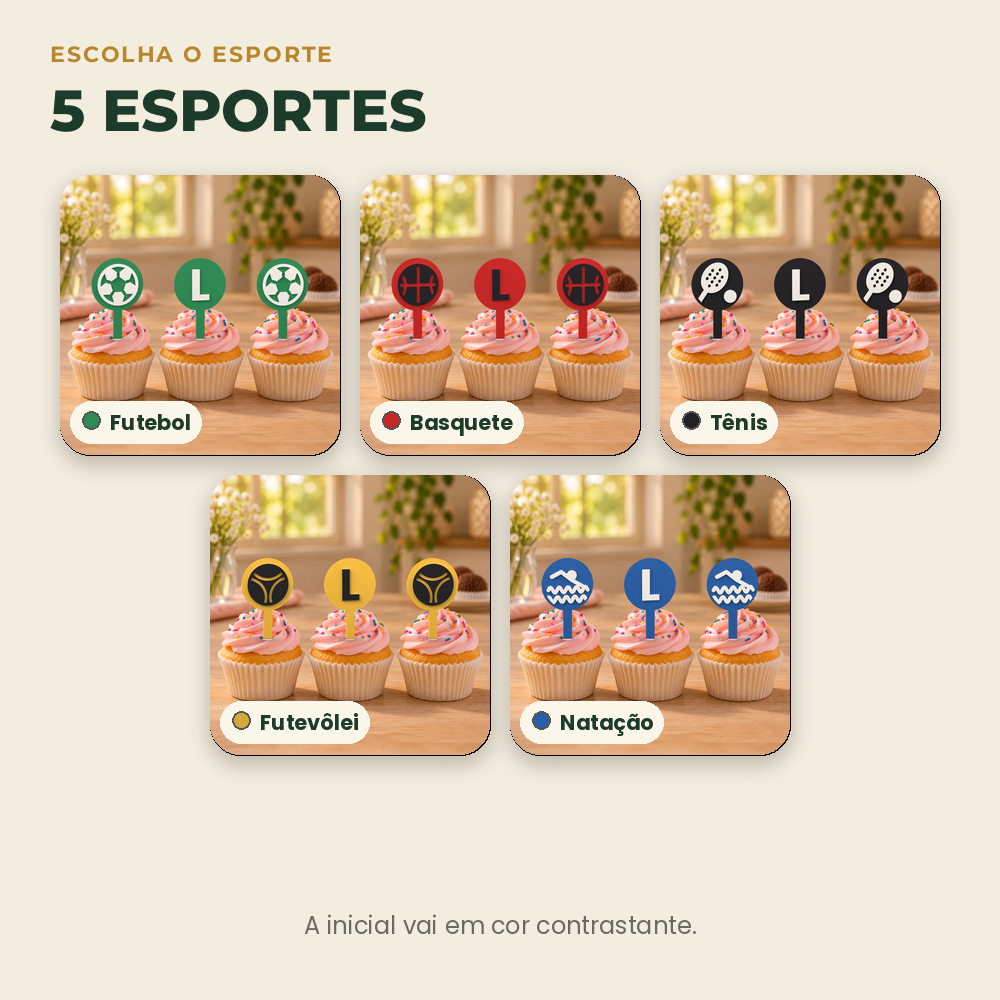 ESCOLHA O ESPORTE
5 ESPORTES
L
Futebol
L
Basquete
L
Tênis
L
Futevôlei
L
Natação
A inicial vai em cor contrastante.